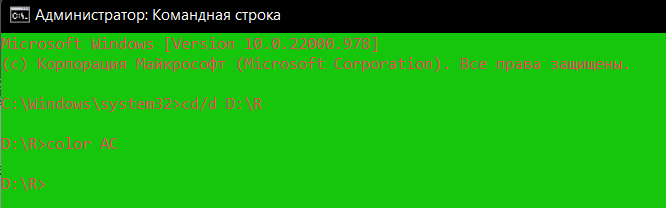 Администратор: Командная строка
Microsoft Windows [Version 10.0.22000.978]
(c) Корпорация Майкрософт (Microsoft Corporation). Все права защищены.
C:\Windows\system32>cd/d D:\R
D:\R>color AC
D:\R>